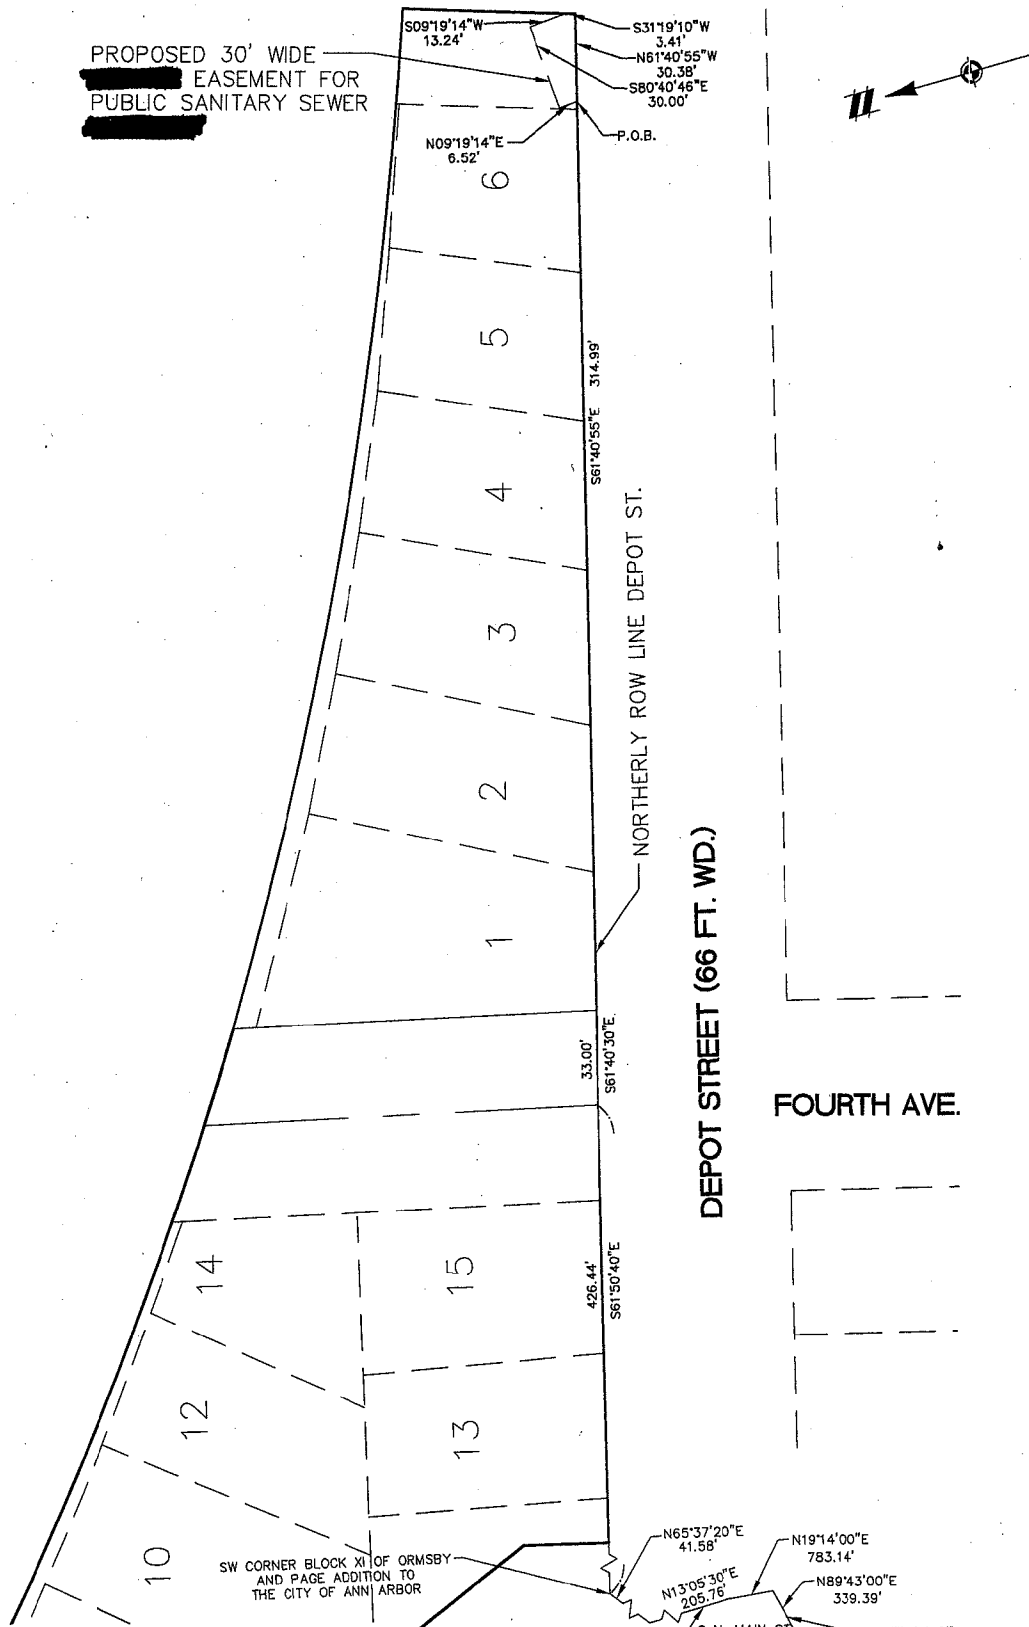 S09°19'14"W
13.24'
S31°19'10"W
3.41'
N61°40'55"W
30.38'
S80°40'46"E
30.00'
PROPOSED 30' WIDE
EASEMENT FOR
PUBLIC SANITARY SEWER
N09°19'14"E
6.52'
P.O.B.
6
5
S61°40'55"E 314.99'
4
3
NORTHERLY ROW LINE DEPOT ST.
2
1
DEPOT STREET (66 FT. WD.)
33.00'
S61°40'30"E
FOURTH AVE.
14
15
426.44'
S61°50'40"E
12
13
10
SW CORNER BLOCK XI OF ORMSBY
AND PAGE ADDITION TO
THE CITY OF ANN ARBOR
N65°37'20"E
41.58'
N13°05'30"E
205.76'
N19°14'00"E
783.14'
N89°43'00"E
339.39'